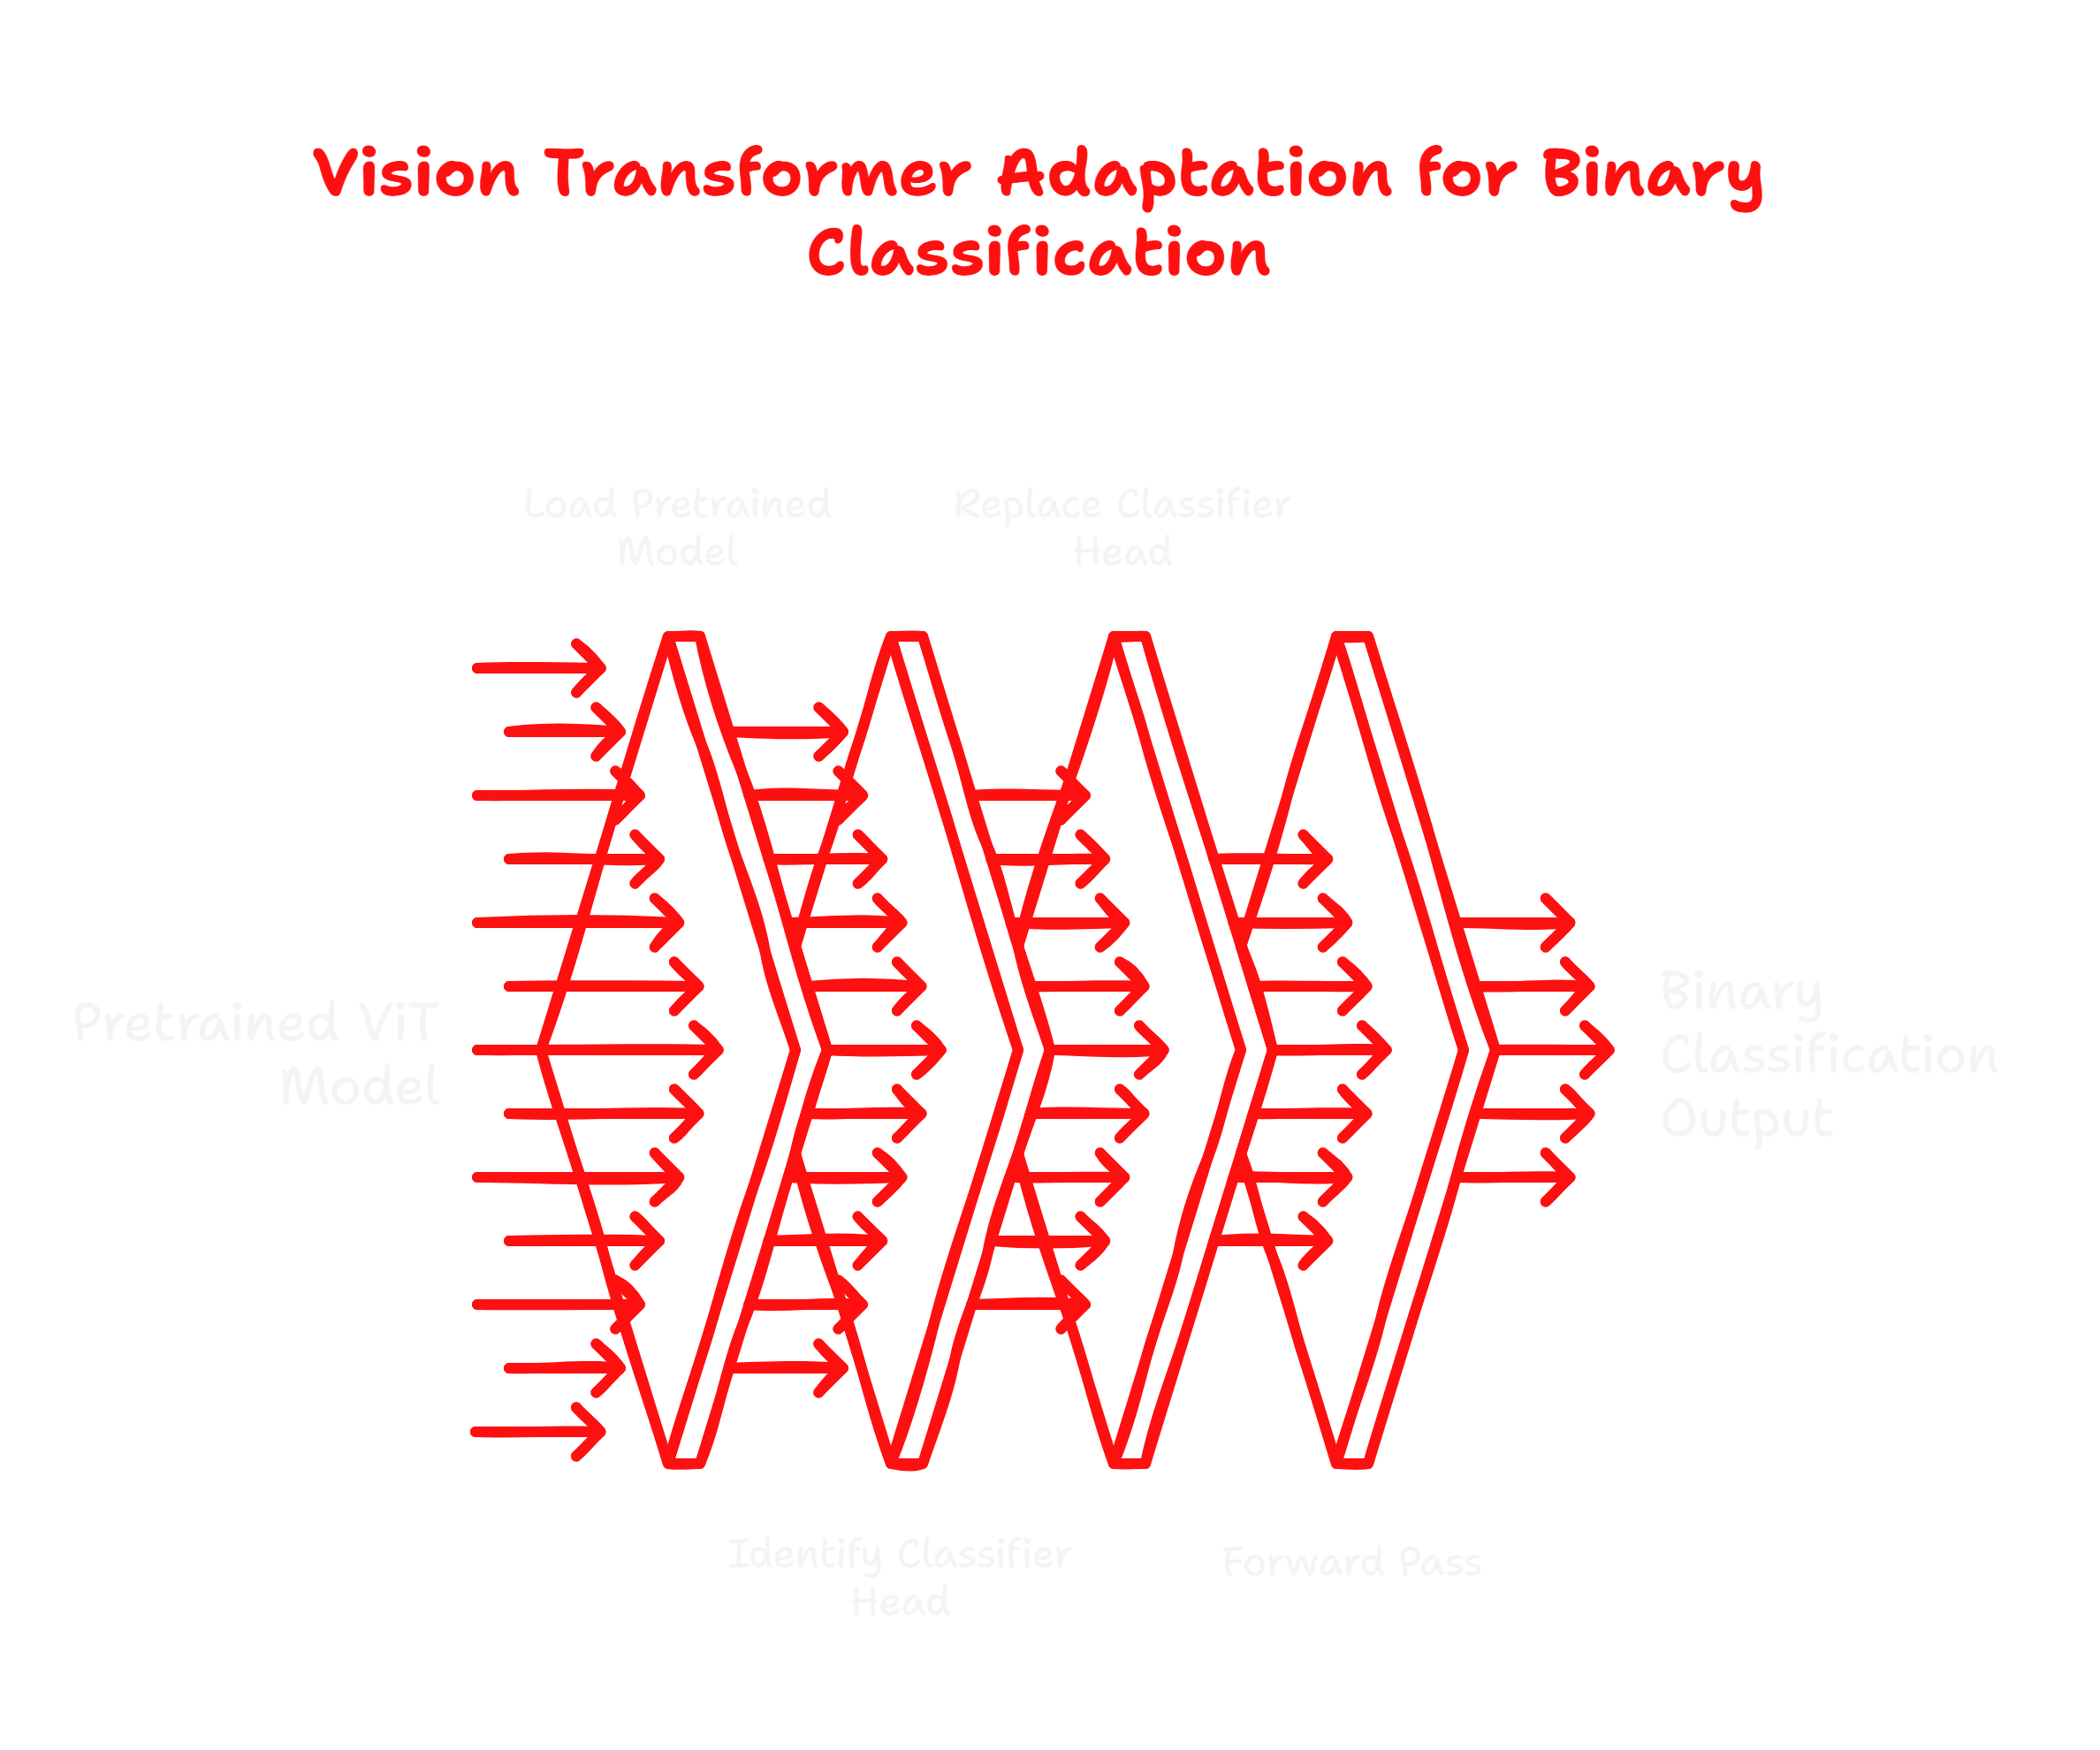 Vision Transformer Adaptation for Binary
Classification
Load Pretrained
Model
Replace Classifier
Head
Pretrained ViT
Model
Binary
Classification
Output
Identify Classifier
Head
Forward Pass